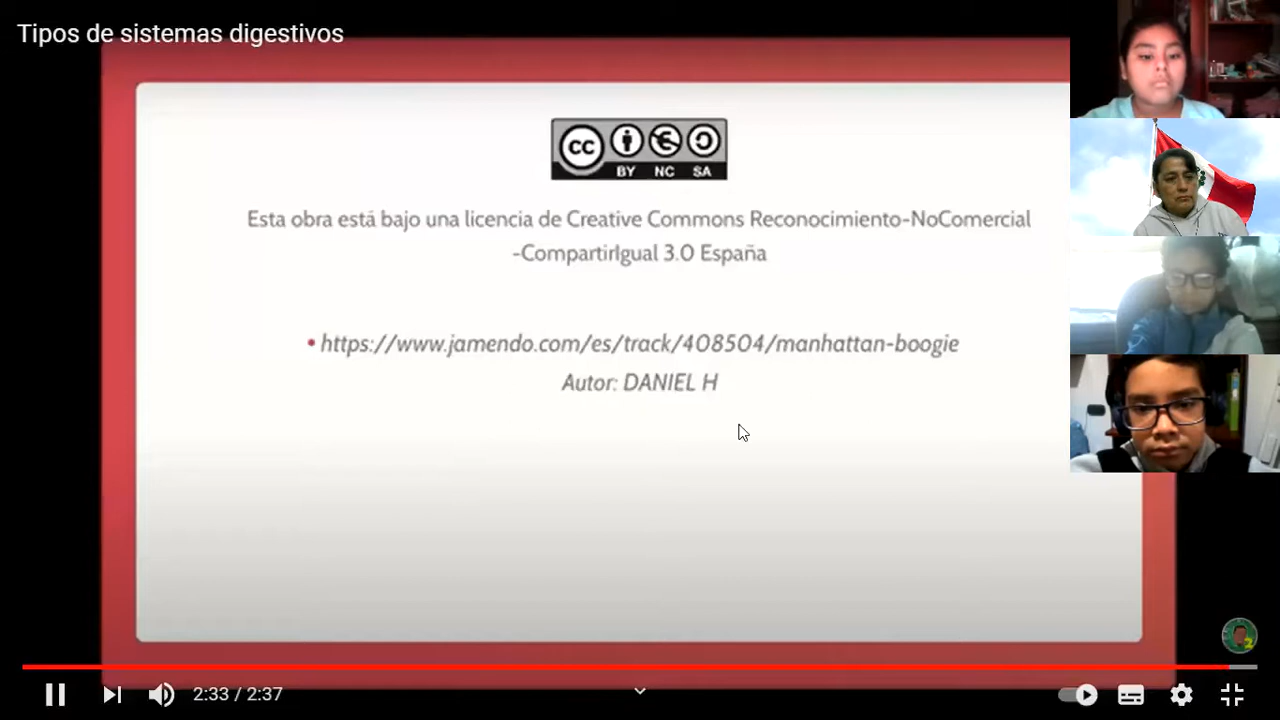 Tipos de sistemas digestivos
CC
BY NC SA
Esta obra está bajo una licencia de Creative Commons Reconocimiento-NoComercial
-CompartirIgual 3.0 España
• https://www.jamendo.com/es/track/408504/manhattan-boogie
Autor: DANIEL H
2:33 / 2:37